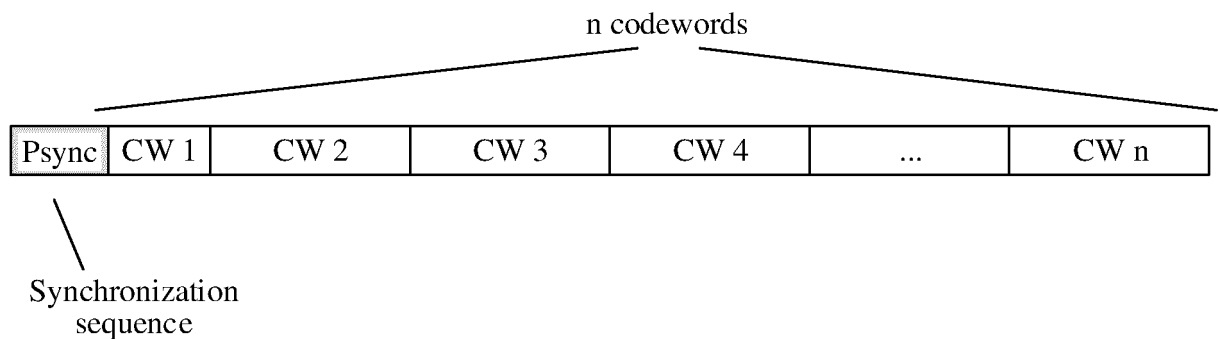 n codewords
Psync CW 1 CW 2 CW 3 CW 4 ... CW n
Synchronization
sequence